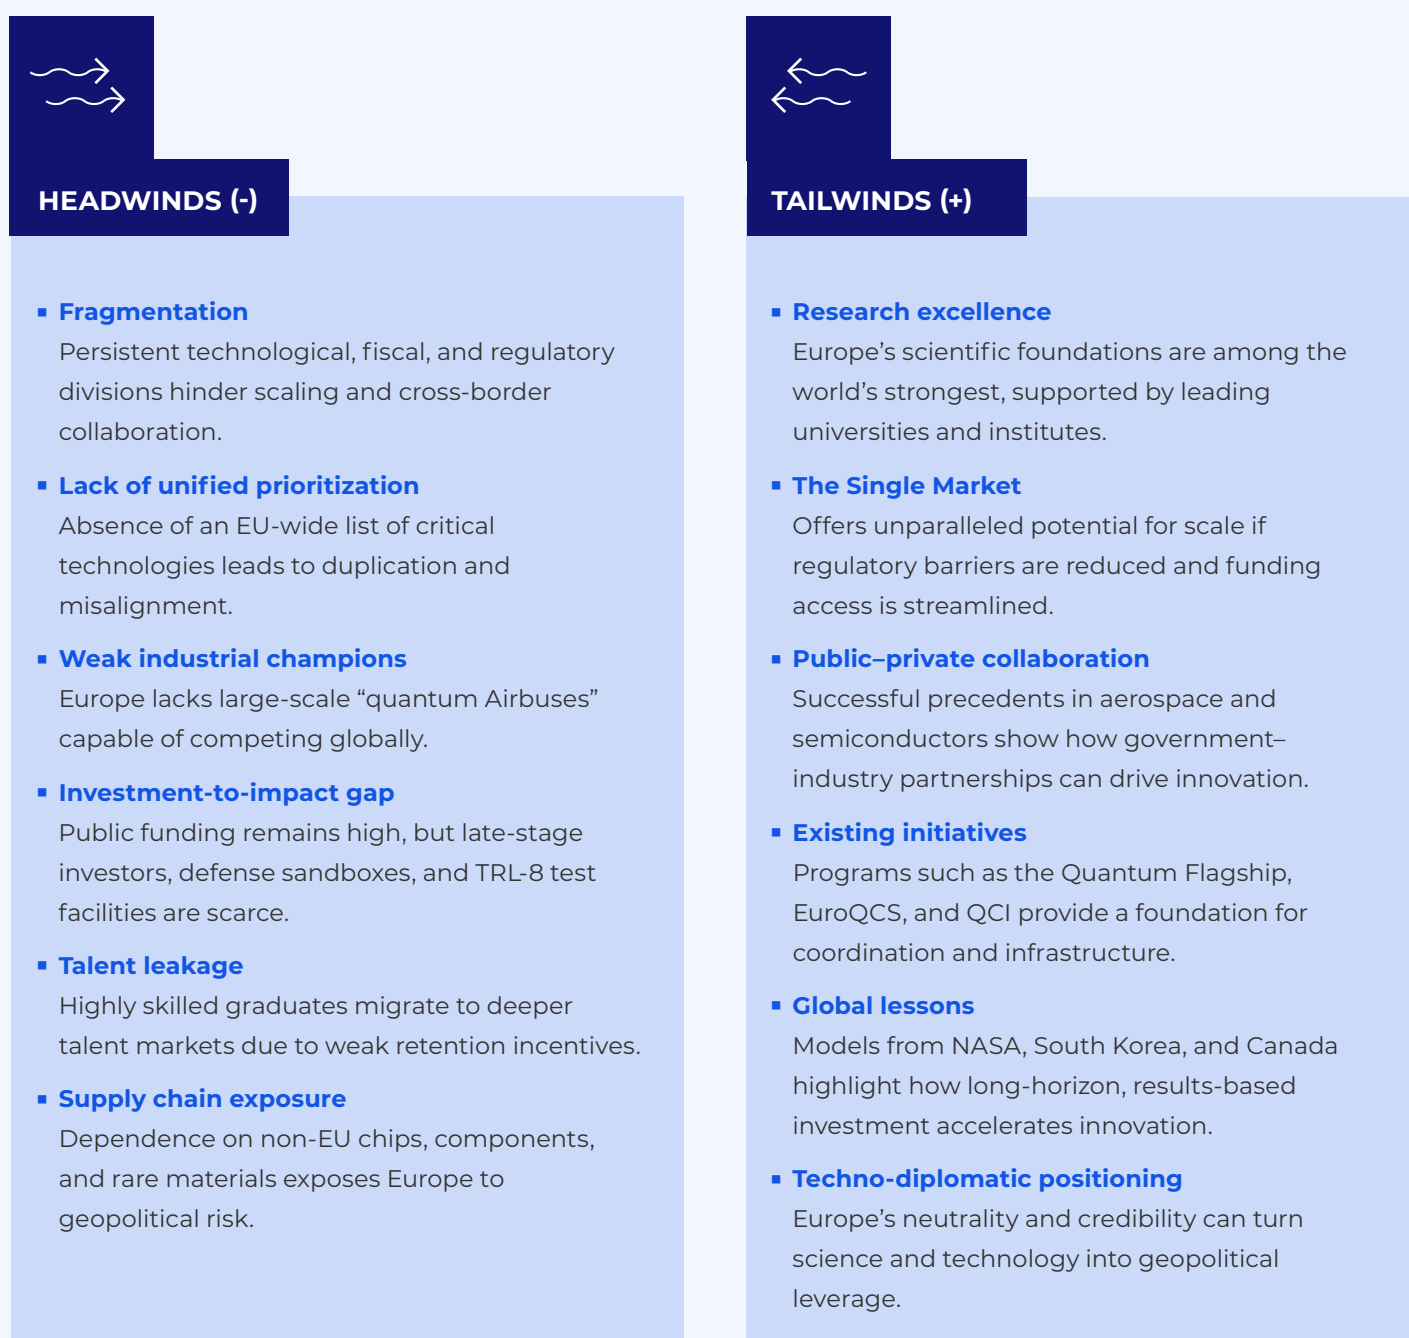 HEADWINDS (-)
Fragmentation
Persistent technological, fiscal, and regulatory
divisions hinder scaling and cross-border
collaboration.
Lack of unified prioritization
Absence of an EU-wide list of critical
technologies leads to duplication and
misalignment.
Weak industrial champions
Europe lacks large-scale “quantum Airbuses”
capable of competing globally.
Investment-to-impact gap
Public funding remains high, but late-stage
investors, defense sandboxes, and TRL-8 test
facilities are scarce.
Talent leakage
Highly skilled graduates migrate to deeper
talent markets due to weak retention incentives.
Supply chain exposure
Dependence on non-EU chips, components,
and rare materials exposes Europe to
geopolitical risk.
TAILWINDS (+)
Research excellence
Europe’s scientific foundations are among the
world’s strongest, supported by leading
universities and institutes.
The Single Market
Offers unparalleled potential for scale if
regulatory barriers are reduced and funding
access is streamlined.
Public–private collaboration
Successful precedents in aerospace and
semiconductors show how government–
industry partnerships can drive innovation.
Existing initiatives
Programs such as the Quantum Flagship,
EuroQCS, and QCI provide a foundation for
coordination and infrastructure.
Global lessons
Models from NASA, South Korea, and Canada
highlight how long-horizon, results-based
investment accelerates innovation.
Techno-diplomatic positioning
Europe’s neutrality and credibility can turn
science and technology into geopolitical
leverage.